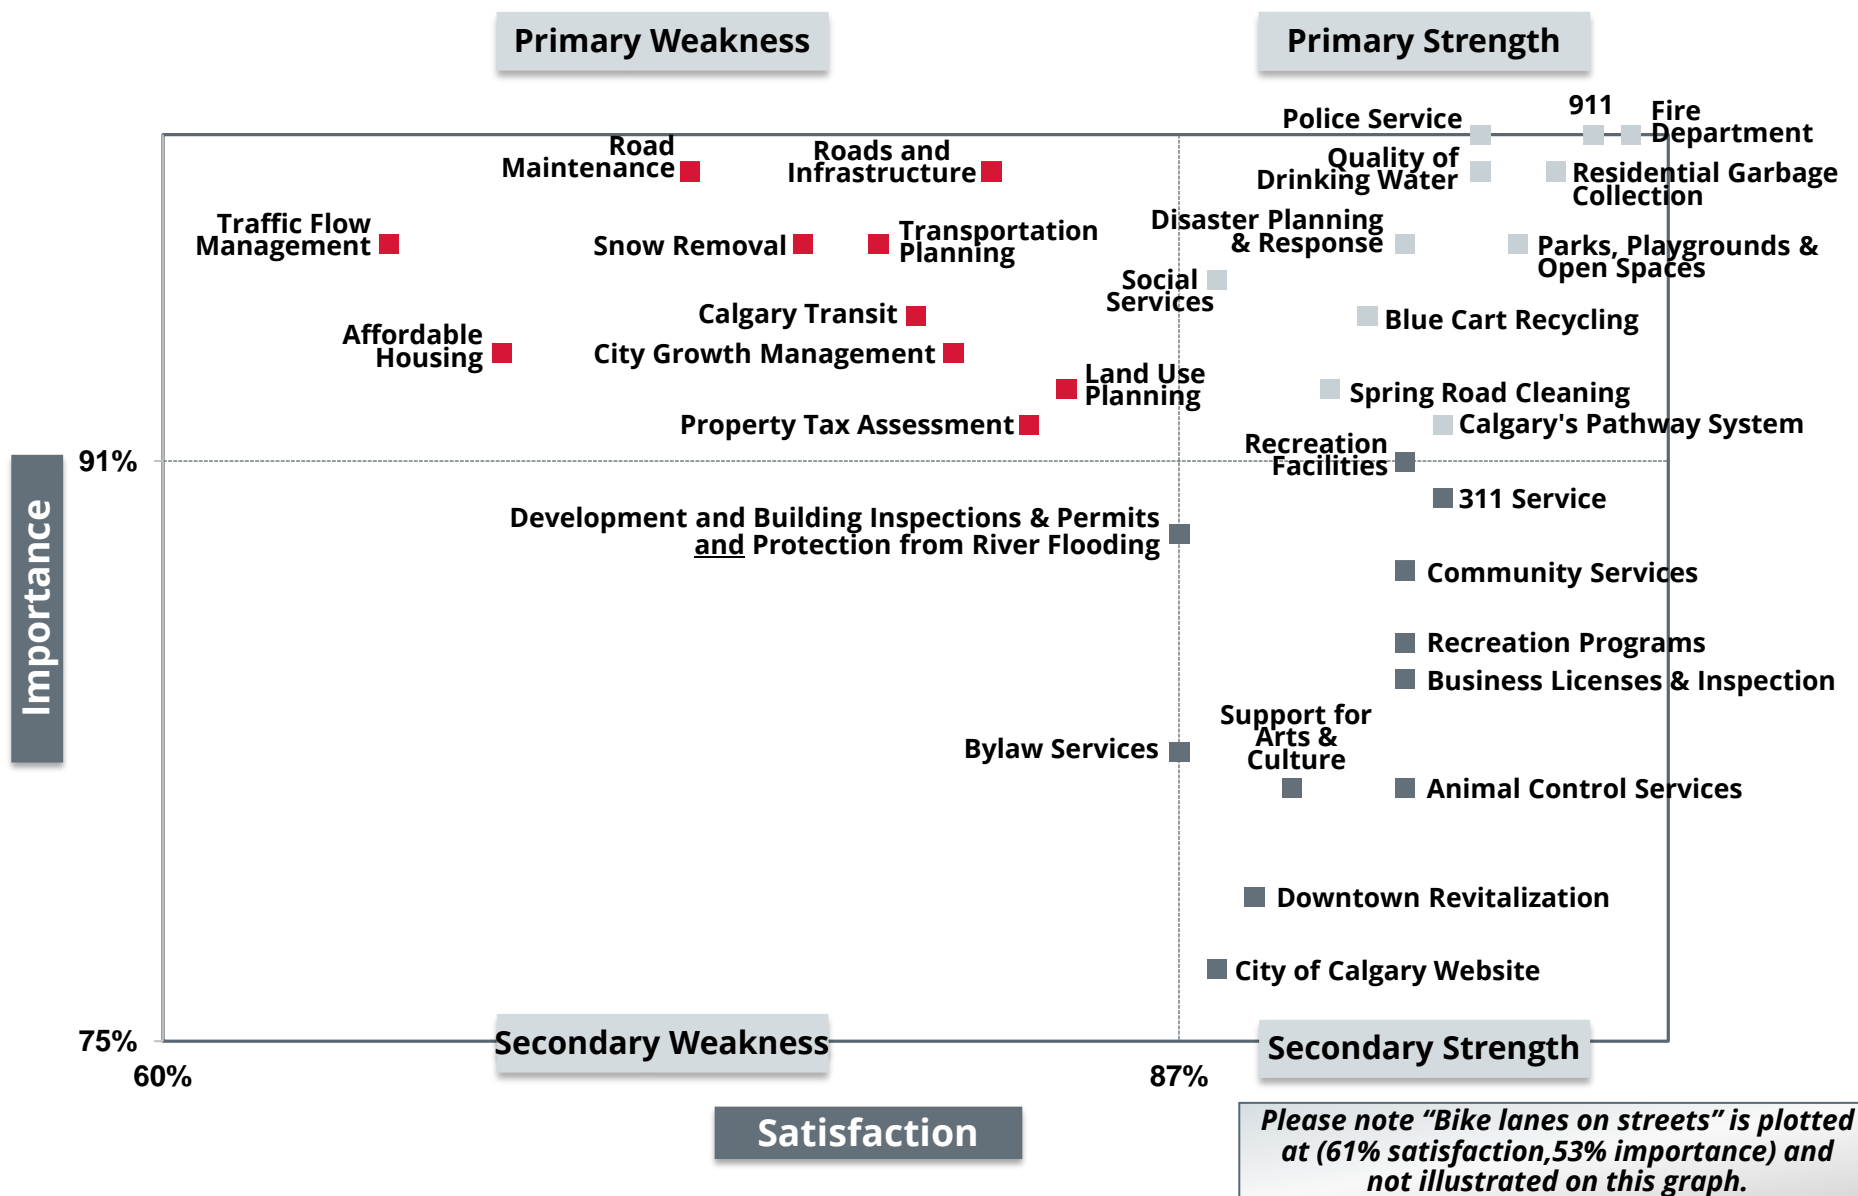 Primary Weakness
Primary Strength
911
Fire
Department
Police Service
Road
Maintenance
Roads and
Infrastructure
Quality of
Drinking Water
Residential Garbage
Collection
Traffic Flow
Management
Snow Removal
Transportation
Planning
Disaster Planning
& Response
Parks, Playgrounds &
Open Spaces
Social
Services
Calgary Transit
Blue Cart Recycling
Affordable
Housing
City Growth Management
Land Use
Planning
Spring Road Cleaning
Property Tax Assessment
Calgary's Pathway System
Recreation
Facilities
91%
311 Service
Development and Building Inspections & Permits
and Protection from River Flooding
Community Services
Importance
Recreation Programs
Business Licenses & Inspection
Support for
Arts &
Culture
Bylaw Services
Animal Control Services
Downtown Revitalization
City of Calgary Website
75%
Secondary Weakness
Secondary Strength
60%
87%
Satisfaction
Please note “Bike lanes on streets” is plotted
at (61% satisfaction,53% importance) and
not illustrated on this graph.